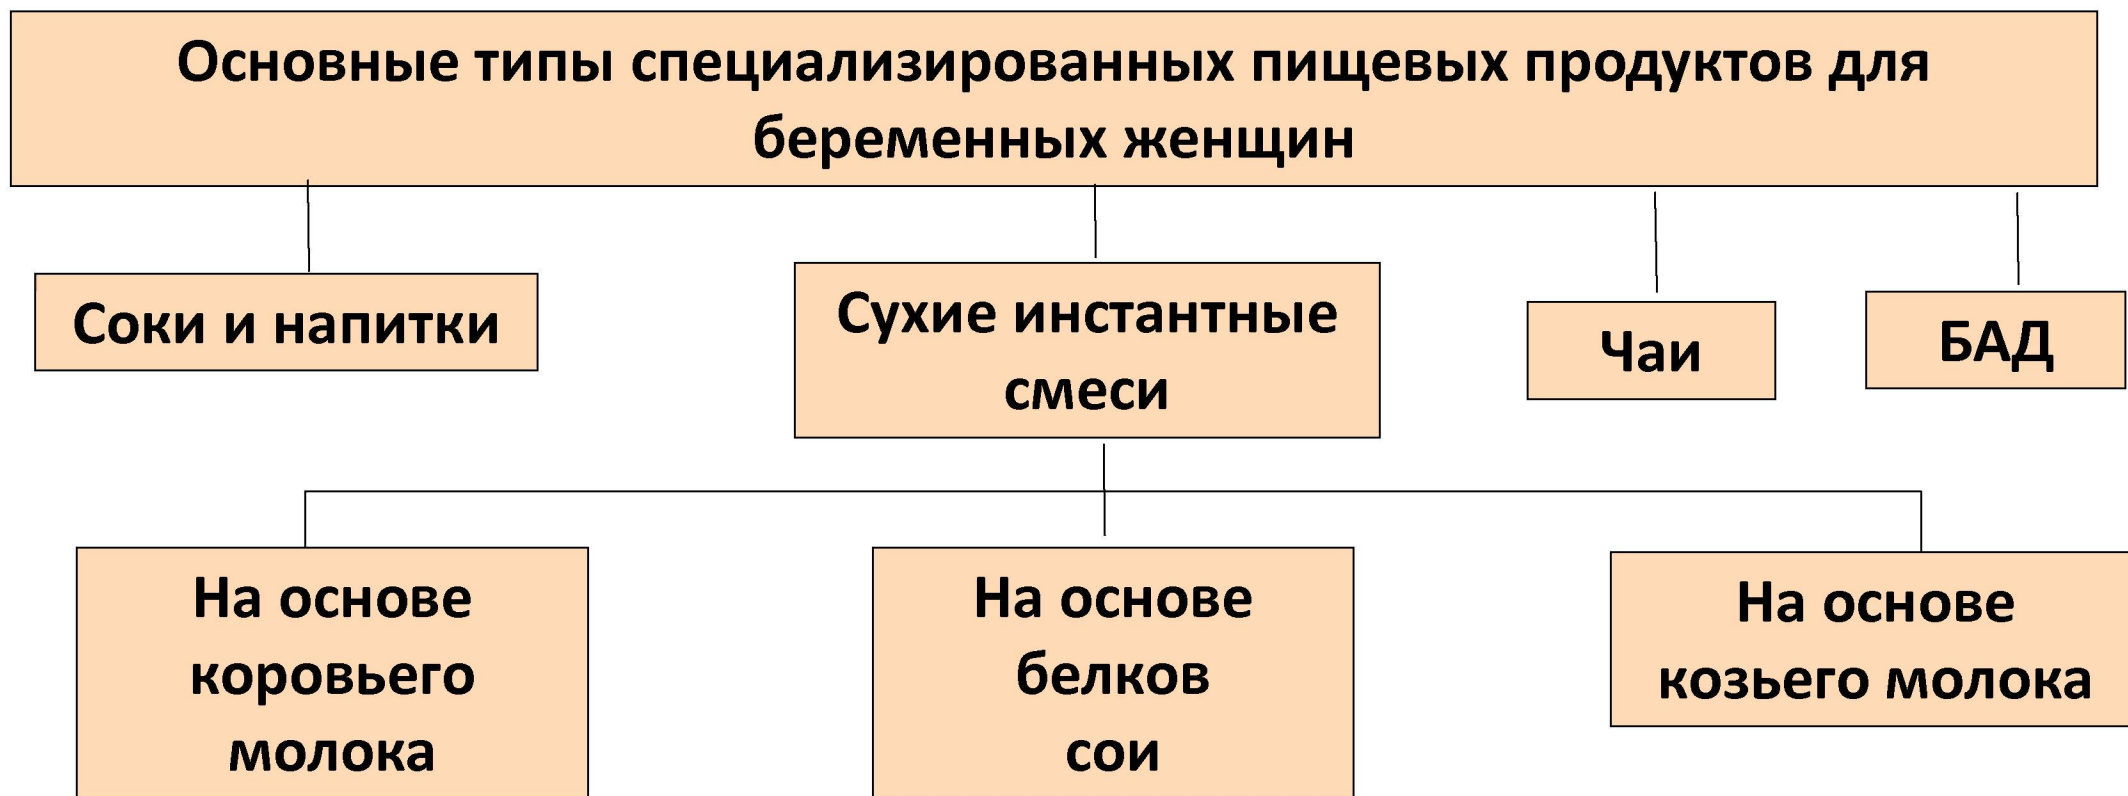 Основные типы специализированных пищевых продуктов для
беременных женщин
Соки и напитки
Сухие инстантные
смеси
Чаи
БАД
На основе
коровьего
молока
На основе
белков
сои
На основе
козьего молока